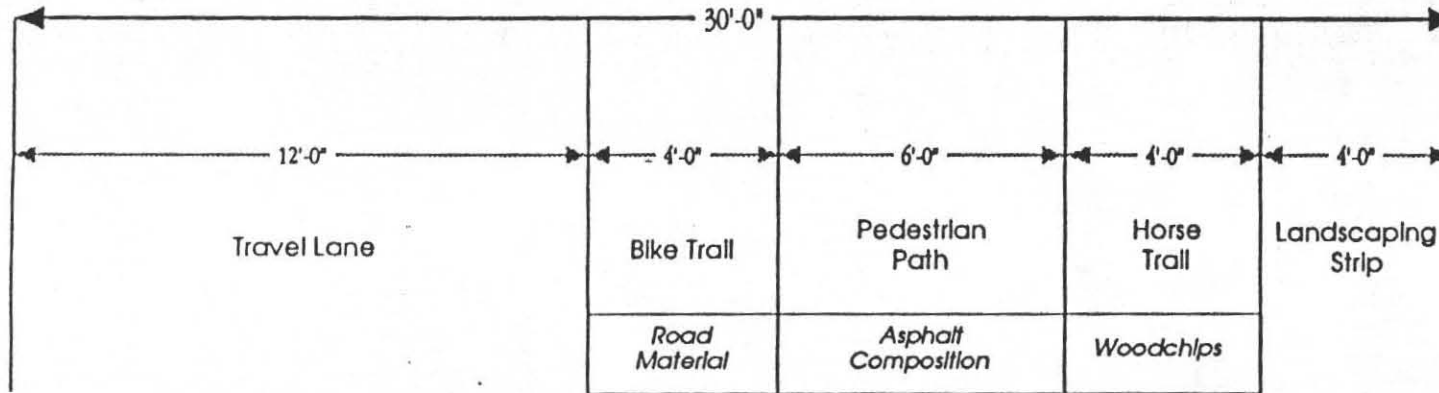 30'-0"
12'-0"
4'-0"
6'-0"
4'-0"
4'-0"
Travel Lane
Bike Trail
Pedestrian
Path
Horse
Trail
Landscaping
Strip
Road
Material
Asphalt
Composition
Woodchips